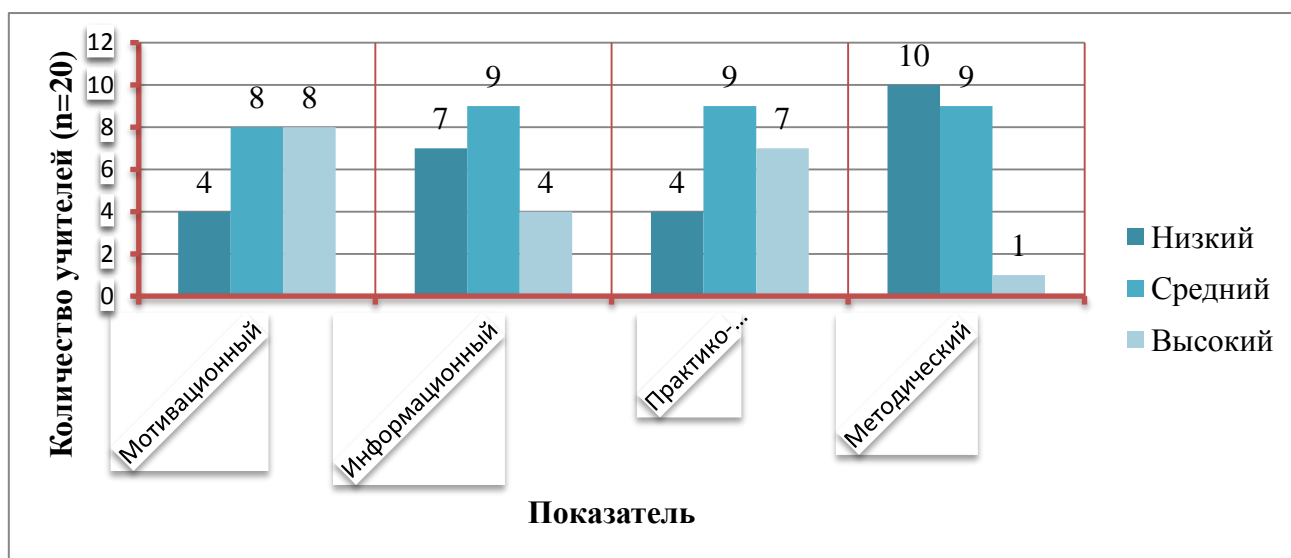 Количество учителей (n=20)
12
10
8
6
4
2
0
4
8
8
7
9
4
4
9
7
10
9
1
Мотивационный
Информационный
Практико-...
Методический
Показатель
Низкий
Средний
Высокий